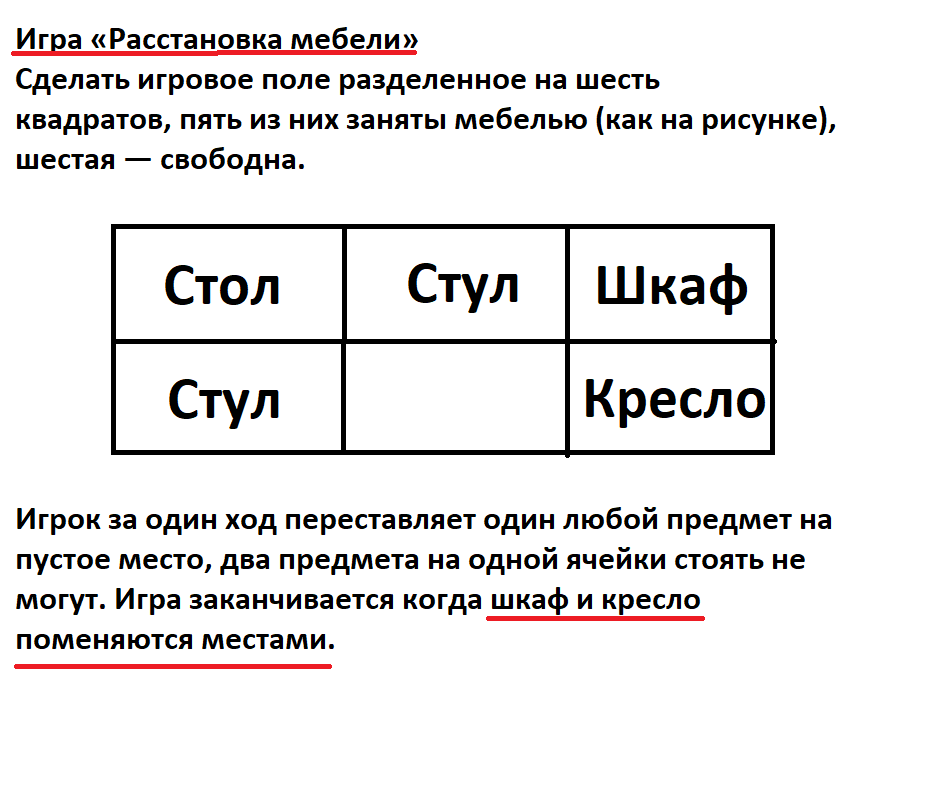 Игра «Расстановка мебели»
Сделать игровое поле разделенное на шесть
квадратов, пять из них заняты мебелью (как на рисунке),
шестая — свободна.
Стол Стул Шкаф
Стул Кресло
Игрок за один ход переставляет один любой предмет на
пустое место, два предмета на одной ячейки стоять не
могут. Игра заканчивается когда шкаф и кресло
поменяются местами.